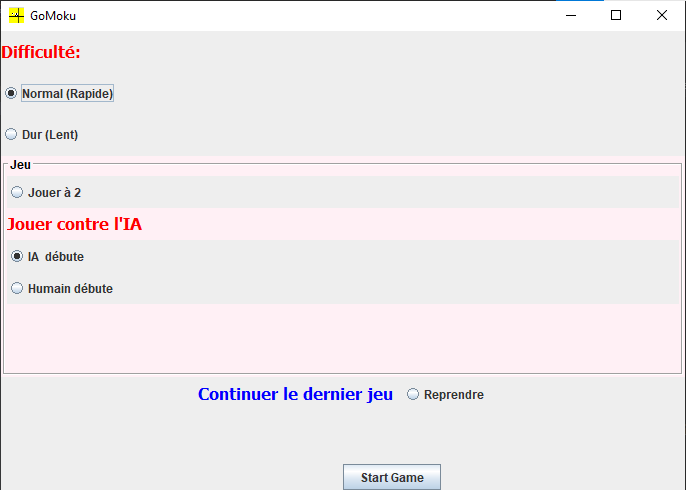 GoMoku
Difficulté:
Normal (Rapide)
Dur (Lent)
Jeu
Jouer à 2
Jouer contre l'IA
IA  débute
Humain débute
Continuer le dernier jeu Reprendre
Start Game